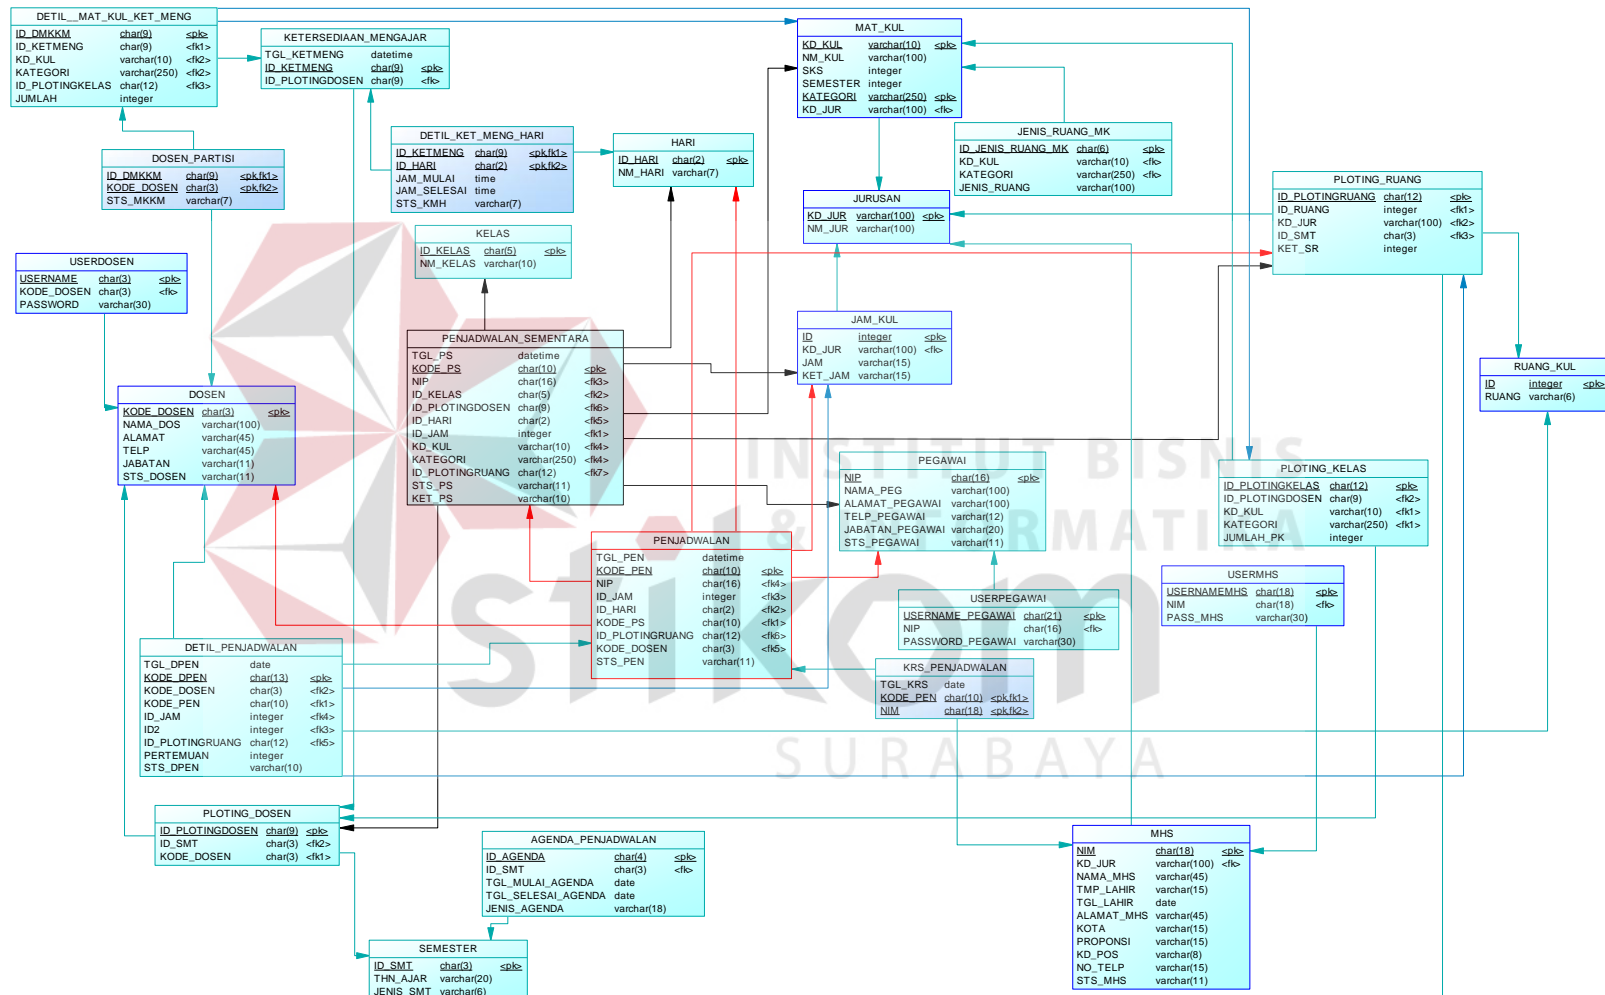 DETIL__MAT_KUL_KET_MENG
ID_DMKKM char(9) <pk>
ID_KETMENG char(9) <fk1>
KD_KUL varchar(10) <fk2>
KATEGORI varchar(250) <fk2>
ID_PLOTINGKELAS char(12) <fk3>
JUMLAH integer
KETERSEDIAAN_MENGAJAR
TGL_KETMENG datetime
ID_KETMENG char(9) <pk>
ID_PLOTINGDOSEN char(9) <fk>
MAT_KUL
KD_KUL varchar(10) <pk>
NM_KUL varchar(100)
SKS integer
SEMESTER integer
KATEGORI varchar(250) <pk>
KD_JUR varchar(100) <fk>
DETIL_KET_MENG_HARI
ID_KETMENG char(9) <pk,fk1>
ID_HARI char(2) <pk,fk2>
JAM_MULAI time
JAM_SELESAI time
STS_KMH varchar(7)
HARI
ID_HARI char(2) <pk>
NM_HARI varchar(7)
JENIS_RUANG_MK
ID_JENIS_RUANG_MK char(6) <pk>
KD_KUL varchar(10) <fk>
KATEGORI varchar(250) <fk>
JENIS_RUANG varchar(100)
DOSEN_PARTISI
ID_DMKKM char(9) <pk,fk1>
KODE_DOSEN char(3) <pk,fk2>
STS_MKKM varchar(7)
JURUSAN
KD_JUR varchar(100) <pk>
NM_JUR varchar(100)
PLOTING_RUANG
ID_PLOTINGRUANG char(12) <pk>
ID_RUANG integer <fk1>
KD_JUR varchar(100) <fk2>
ID_SMT char(3) <fk3>
KET_SR integer
KELAS
ID_KELAS char(5) <pk>
NM_KELAS varchar(10)
USERDOSEN
USERNAME char(3) <pk>
KODE_DOSEN char(3) <fk>
PASSWORD varchar(30)
PENJADWALAN_SEMENTARA
TGL_PS datetime
KODE_PS char(10) <pk>
NIP char(16) <fk3>
ID_KELAS char(5) <fk2>
ID_PLOTINGDOSEN char(9) <fk6>
ID_HARI char(2) <fk5>
ID_JAM integer <fk1>
KD_KUL varchar(10) <fk4>
KATEGORI varchar(250) <fk4>
ID_PLOTINGRUANG char(12) <fk7>
STS_PS varchar(11)
KET_PS varchar(10)
JAM_KUL
ID integer <pk>
KD_JUR varchar(100) <fk>
JAM varchar(15)
KET_JAM varchar(15)
RUANG_KUL
ID integer <pk>
RUANG varchar(6)
DOSEN
KODE_DOSEN char(3) <pk>
NAMA_DOS varchar(100)
ALAMAT varchar(45)
TELP varchar(45)
JABATAN varchar(11)
STS_DOSEN varchar(11)
INSTITUT BISNIS
& INFORMATIKA
stikom
SURABAYA
PEGAWAI
NIP char(16) <pk>
NAMA_PEG varchar(100)
ALAMAT_PEGAWAI varchar(100)
TELP_PEGAWAI varchar(12)
JABATAN_PEGAWAI varchar(20)
STS_PEGAWAI varchar(11)
PLOTING_KELAS
ID_PLOTINGKELAS char(12) <pk>
ID_PLOTINGDOSEN char(9) <fk2>
KD_KUL varchar(10) <fk1>
KATEGORI varchar(250) <fk1>
JUMLAH_PK integer
PENJADWALAN
TGL_PEN datetime
KODE_PEN char(10) <pk>
NIP char(16) <fk4>
ID_JAM integer <fk3>
ID_HARI char(2) <fk2>
KODE_PS char(10) <fk1>
ID_PLOTINGRUANG char(12) <fk6>
KODE_DOSEN char(3) <fk5>
STS_PEN varchar(11)
USERMHS
USERNAMEMHS char(18) <pk>
NIM char(18) <fk>
PASS_MHS varchar(30)
USERPEGAWAI
USERNAME_PEGAWAI char(21) <pk>
NIP char(16) <fk>
PASSWORD_PEGAWAI varchar(30)
DETIL_PENJADWALAN
TGL_DPEN date
KODE_DPEN char(13) <pk>
KODE_DOSEN char(3) <fk2>
KODE_PEN char(10) <fk1>
ID_JAM integer <fk4>
ID2 integer <fk3>
ID_PLOTINGRUANG char(12) <fk5>
PERTEMUAN integer
STS_DPEN varchar(10)
KRS_PENJADWALAN
TGL_KRS date
KODE_PEN char(10) <pk,fk1>
NIM char(18) <pk,fk2>
PLOTING_DOSEN
ID_PLOTINGDOSEN char(9) <pk>
ID_SMT char(3) <fk2>
KODE_DOSEN char(3) <fk1>
AGENDA_PENJADWALAN
ID_AGENDA char(4) <pk>
ID_SMT char(3) <fk>
TGL_MULAI_AGENDA date
TGL_SELESAI_AGENDA date
JENIS_AGENDA varchar(18)
MHS
NIM char(18) <pk>
KD_JUR varchar(100) <fk>
NAMA_MHS varchar(45)
TMP_LAHIR varchar(15)
TGL_LAHIR date
ALAMAT_MHS varchar(45)
KOTA varchar(15)
PROPONSI varchar(15)
KD_POS varchar(8)
NO_TELP varchar(15)
STS_MHS varchar(11)
SEMESTER
ID_SMT char(3) <pk>
THN_AJAR varchar(20)
JENIS_SMT varchar(6)